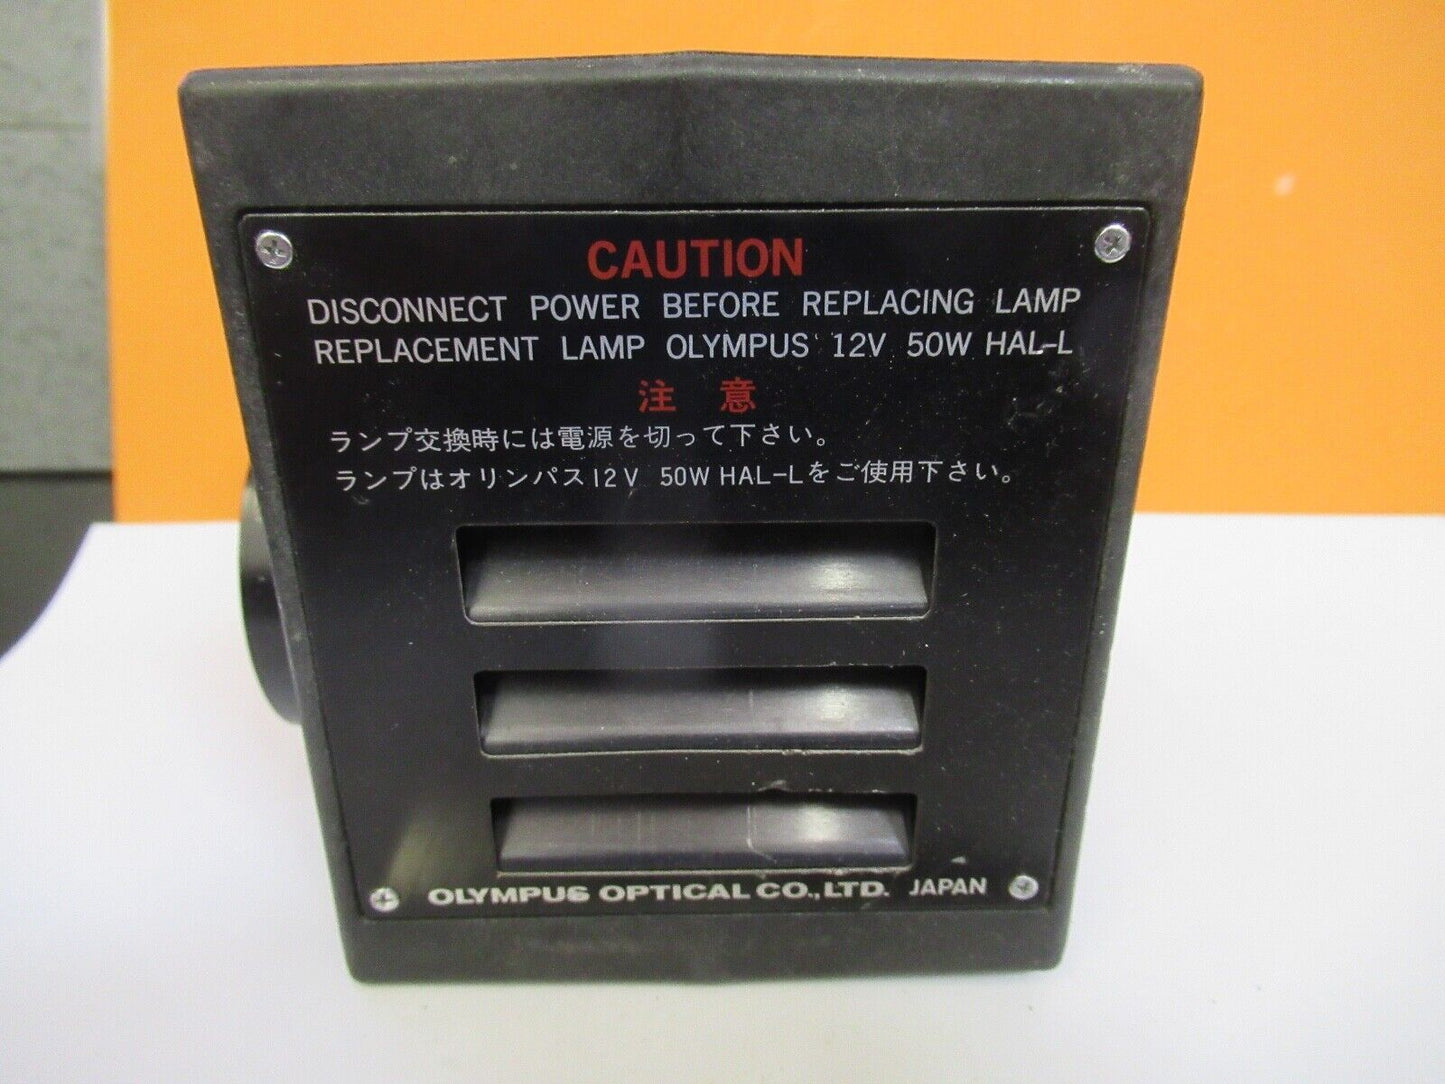 CAUTION
DISCONNECT POWER BEFORE REPLACING LAMP
REPLACEMENT LAMP OLYMPUS 12V 50W HAL-L
注 意
ランプ交換時には電源を切って下さい。
ランプはオリンパス12V 50W HAL-Lをご使用下さい。
OLYMPUS OPTICAL CO.,LTD. JAPAN